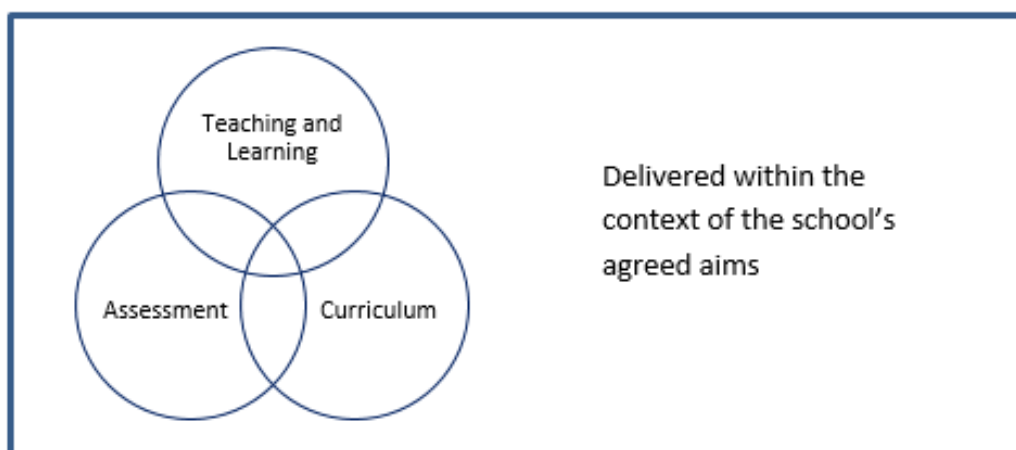 Teaching and
Learning
Assessment
Curriculum
Delivered within the
context of the school’s
agreed aims